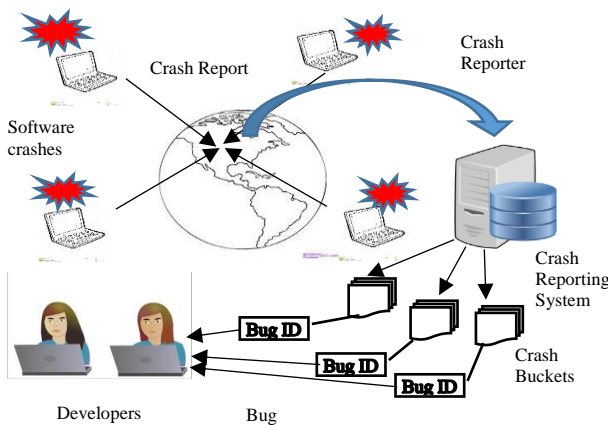 Crash Report
Crash
Reporter
Software
crashes
Crash
Reporting
System
Bug ID
Bug ID
Bug ID
Crash
Buckets
Developers
Bug